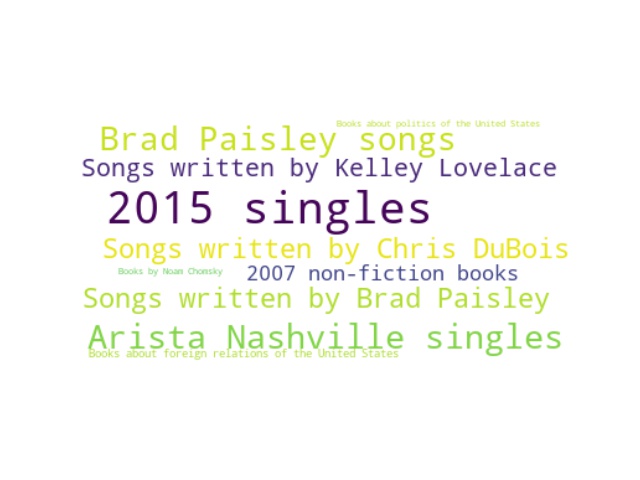 Books about politics of the United States
Brad Paisley songs
Songs written by Kelley Lovelace
2015 singles
Songs written by Chris DuBois
Books by Noam Chomsky
2007 non-fiction books
Songs written by Brad Paisley
Arista Nashville singles
Books about foreign relations of the United States